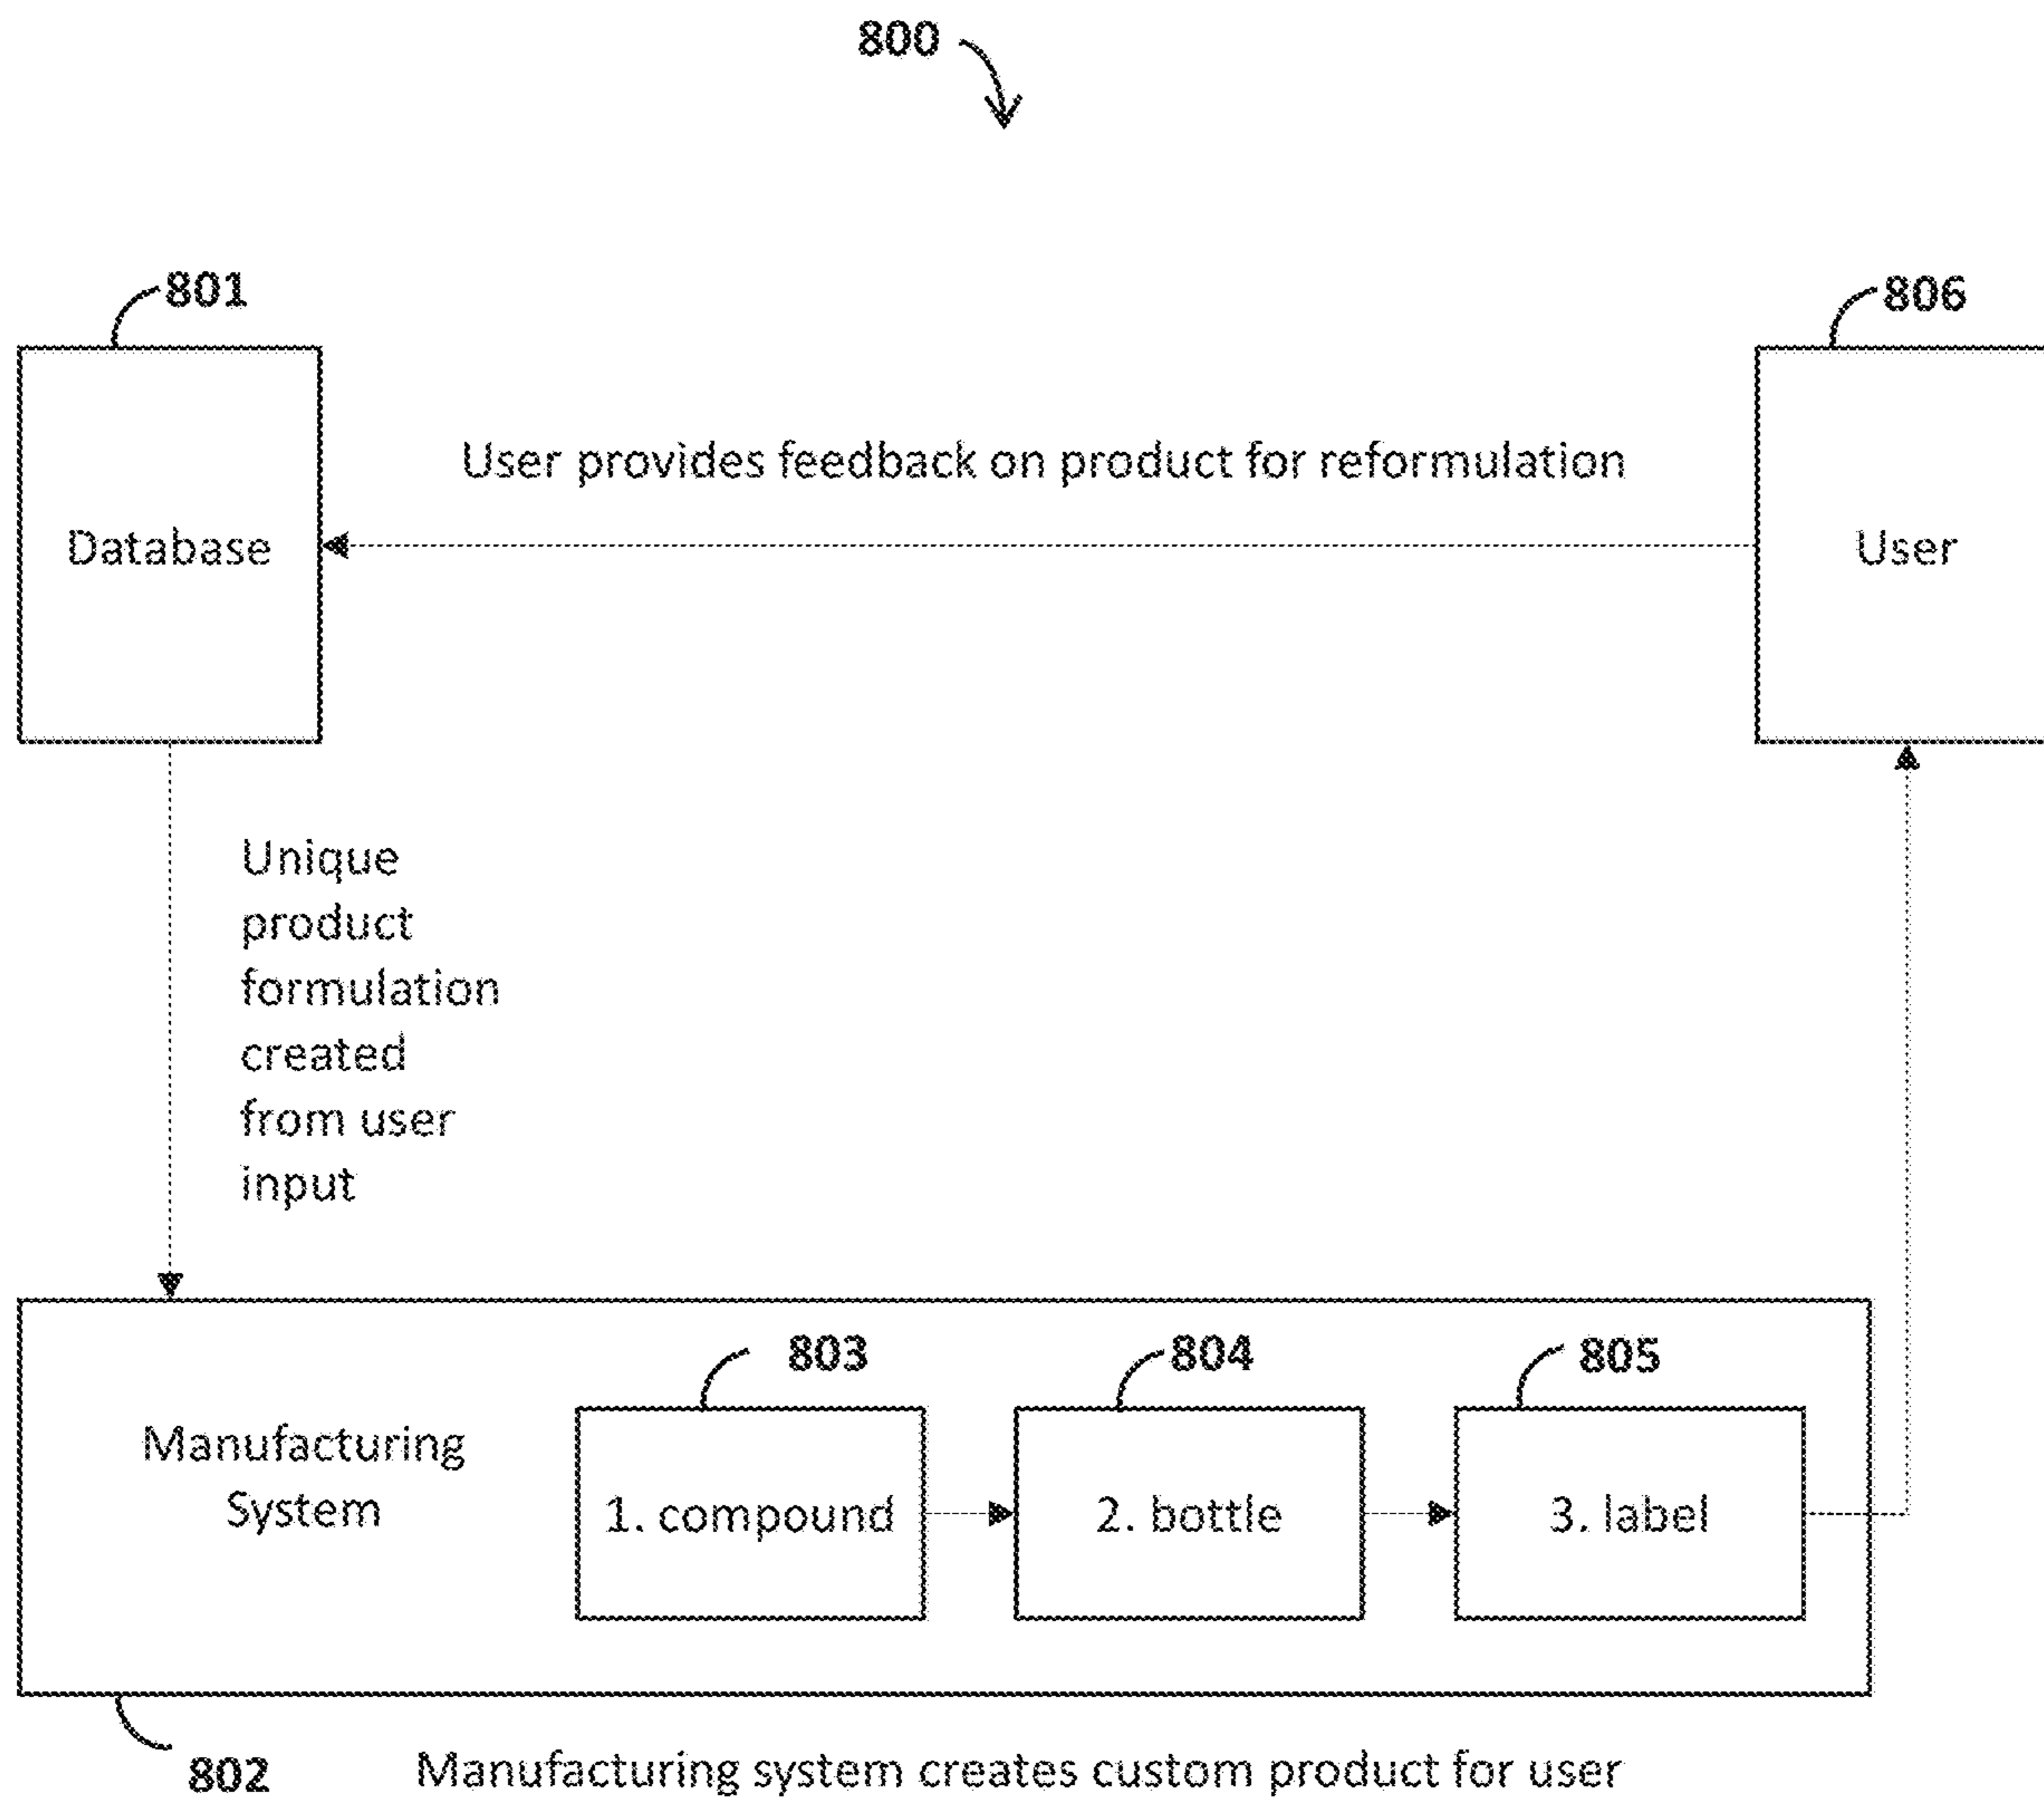 800
801
806
User provides feedback on product for reformulation
Database
User
Unique
product
formulation
created
from user
input
803
804
805
Manufacturing
System
1. compound
2. bottle
3. label
802
Manufacturing system creates custom product for user